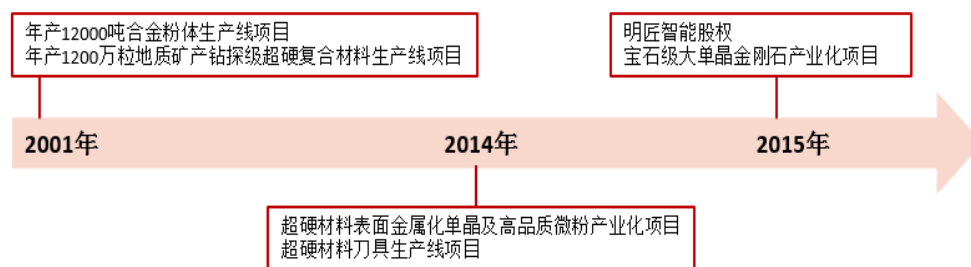 年产12000吨合金粉体生产线项目
年产1200万粒地质矿产钻探级超硬复合材料生产线项目
明匠智能股权
宝石级大单晶金刚石产业化项目
2001年
2014年
2015年
超硬材料表面金属化单晶及高品质微粉产业化项目
超硬材料刀具生产线项目